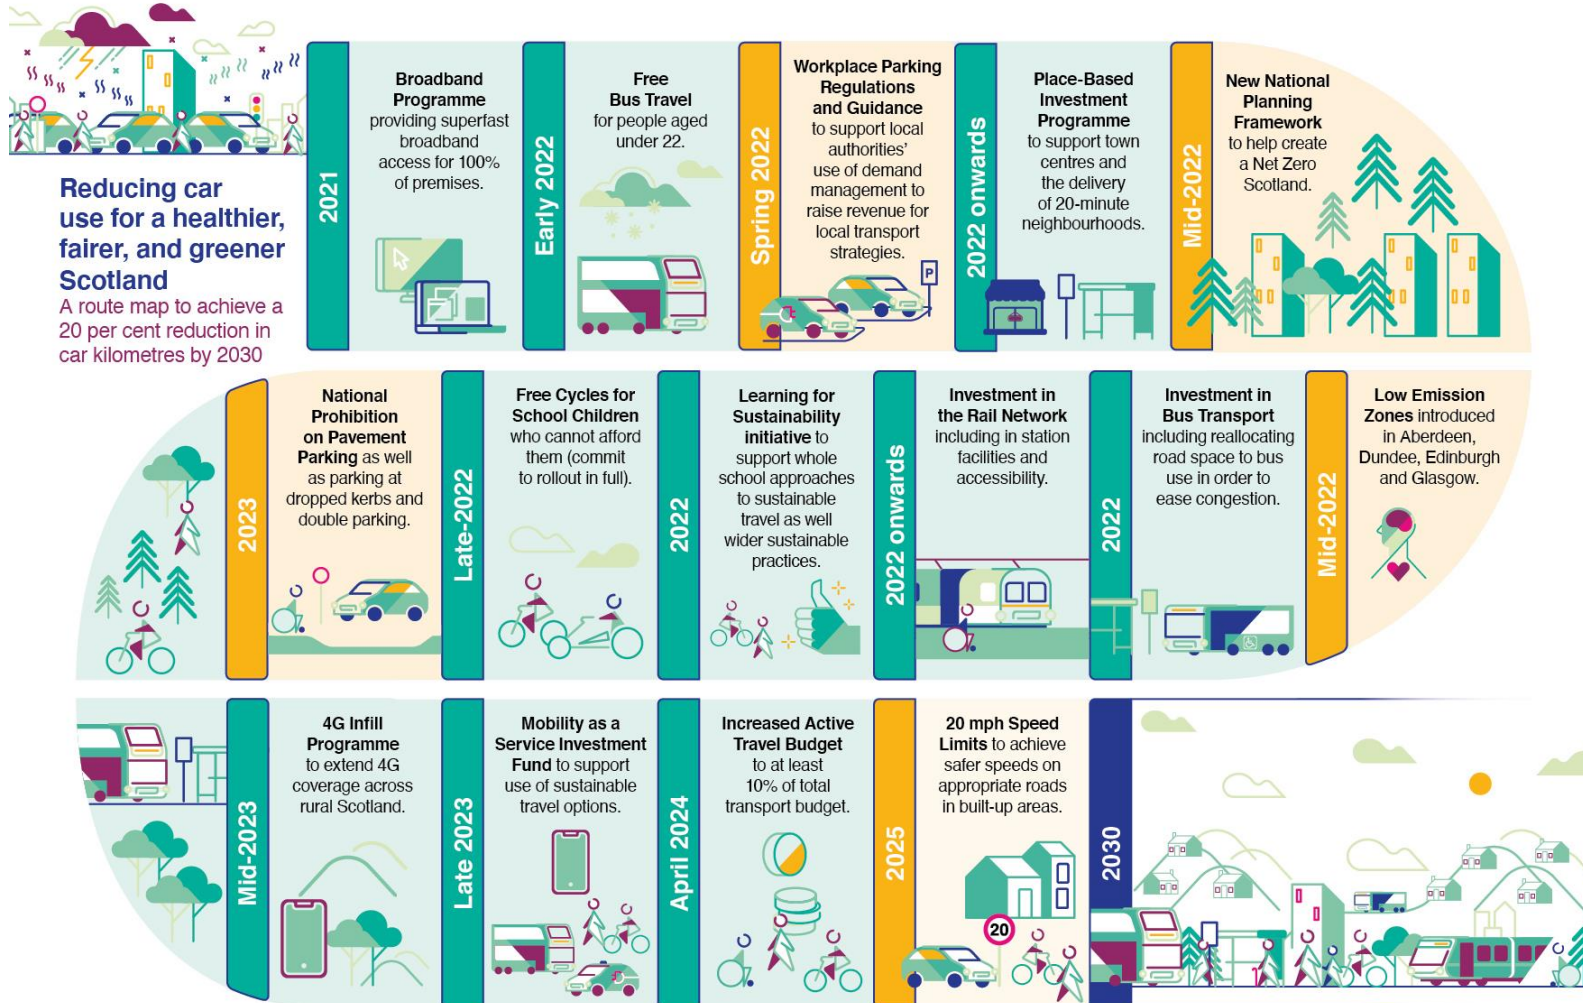 Reducing car
use for a healthier,
fairer, and greener
Scotland
A route map to achieve a
20 per cent reduction in
car kilometres by 2030
2021
Broadband
Programme
providing superfast
broadband
access for 100%
of premises.
Early 2022
Free
Bus Travel
for people aged
under 22.
Spring 2022
Workplace Parking
Regulations
and Guidance
to support local
authorities'
use of demand
management to
raise revenue for
local transport
strategies.
P
2022 onwards
Place-Based
Investment
Programme
to support town
centres and
the delivery
of 20-minute
neighbourhoods.
Mid-2022
New National
Planning
Framework
to help create
a Net Zero
Scotland.
Mid-2022
Low Emission
Zones introduced
in Aberdeen,
Dundee, Edinburgh
and Glasgow.
2022
Investment in
Bus Transport
including reallocating
road space to bus
use in order to
ease congestion.
2022 onwards
Investment in
the Rail Network
including in station
facilities and
accessibility.
2022
Learning for
Sustainability
initiative to
support whole
school approaches
to sustainable
travel as well
wider sustainable
practices.
Late-2022
Free Cycles for
School Children
who cannot afford
them (commit
to rollout in full).
2023
National
Prohibition
on Pavement
Parking as well
as parking at
dropped kerbs and
double parking.
Mid-2023
4G Infill
Programme
to extend 4G
coverage across
rural Scotland.
Late 2023
Mobility as a
Service Investment
Fund to support
use of sustainable
travel options.
April 2024
Increased Active
Travel Budget
to at least
10% of total
transport budget.
2025
20 mph Speed
Limits to achieve
safer speeds on
appropriate roads
in built-up areas.
20
2030